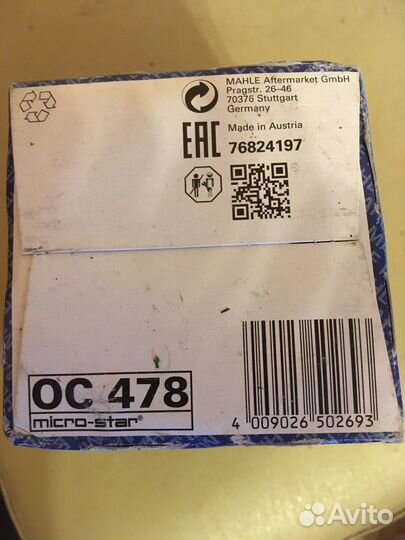 MAHLE Aftermarket GmbH
Pragstr. 26–46
70376 Stuttgart
Germany
Made in Austria
EAC
76824197
OC 478
micro-star®
4 009026 502693
Avito